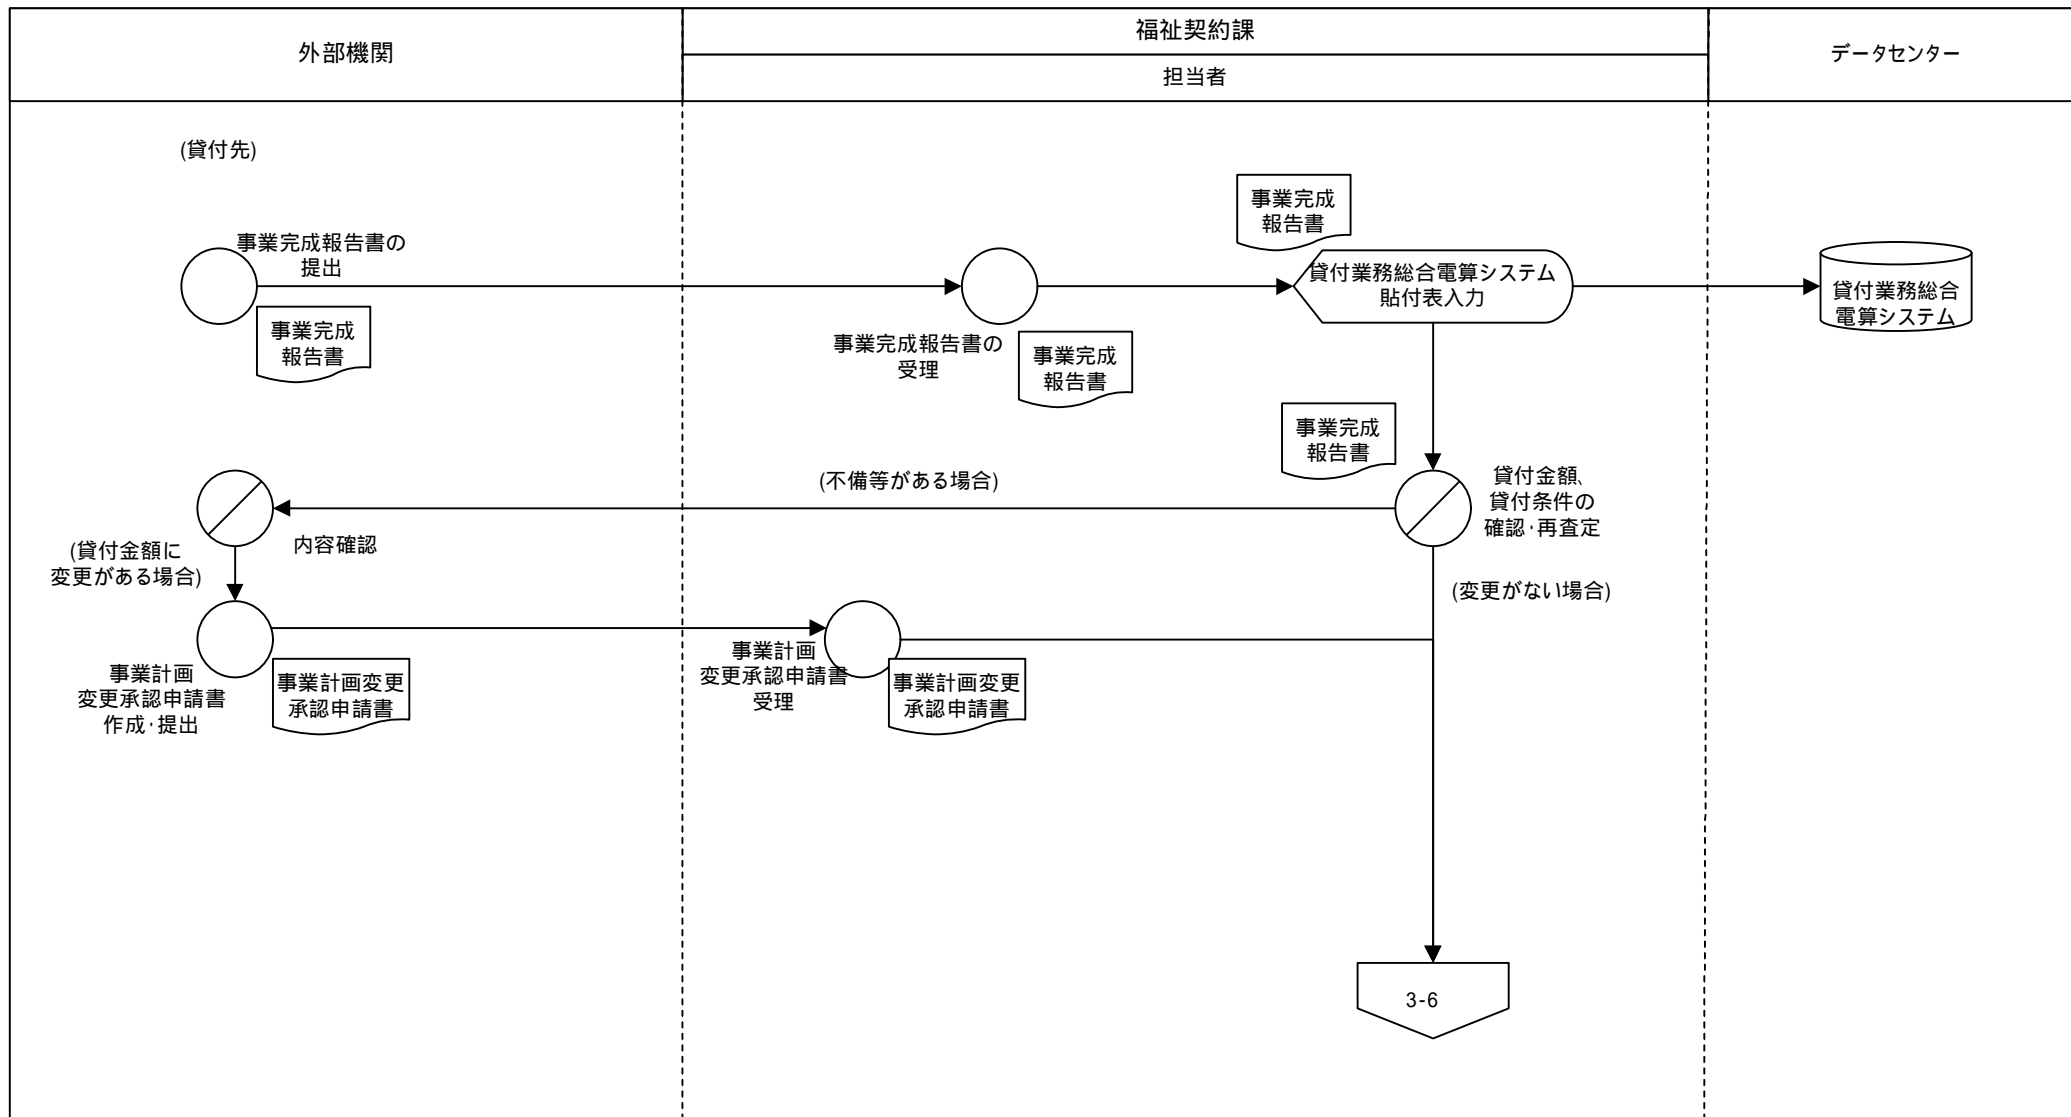 外部機関
福祉契約課
担当者
データセンター
(貸付先)
事業完成報告書の
提出
事業完成
報告書
事業完成報告書の
受理
事業完成
報告書
事業完成
報告書
貸付業務総合電算システム
貼付表入力
貸付業務総合
電算システム
事業完成
報告書
(不備等がある場合)
貸付金額、
貸付条件の
確認・再査定
内容確認
(貸付金額に
変更がある場合)
(変更がない場合)
事業計画
変更承認申請書
作成・提出
事業計画変更
承認申請書
事業計画
変更承認申請書
受理
事業計画変更
承認申請書
3-6